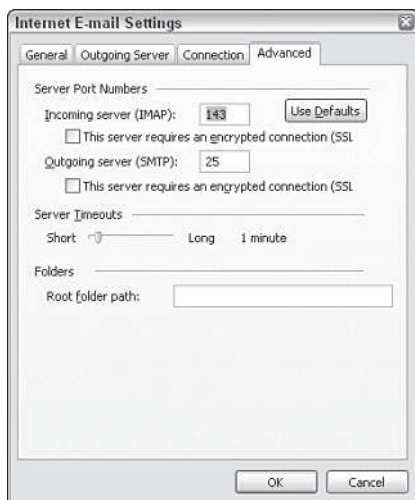 Internet E-mail Settings
General Outgoing Server Connection Advanced
Server Port Numbers
Incoming server (IMAP): 143 Use Defaults
This server requires an encrypted connection (SSL
Outgoing server (SMTP): 25
This server requires an encrypted connection (SSL
Server Timeouts
Short Long 1 minute
Folders
Root folder path:
OK Cancel